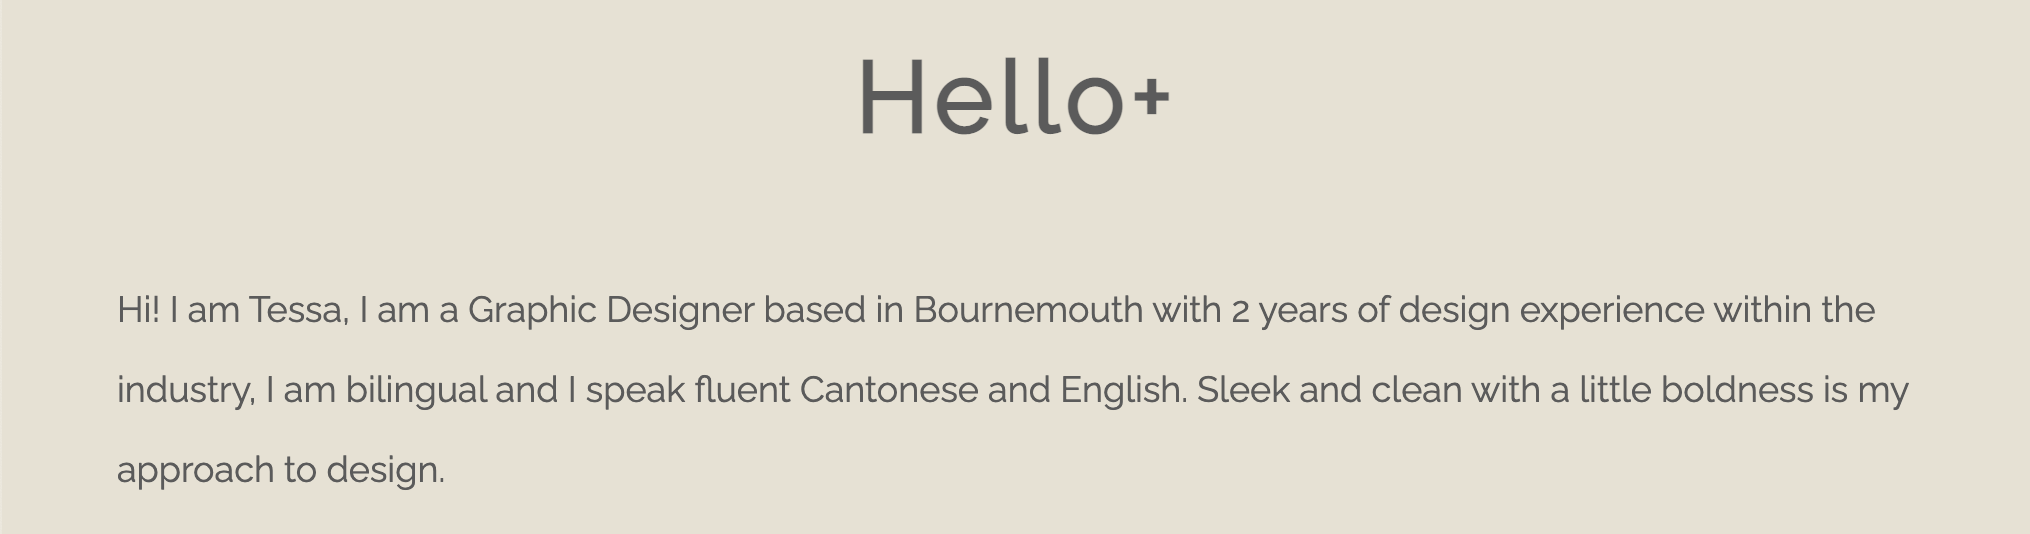 Hello+
Hi! I am Tessa, I am a Graphic Designer based in Bournemouth with 2 years of design experience within the
industry, I am bilingual and I speak fluent Cantonese and English. Sleek and clean with a little boldness is my
approach to design.